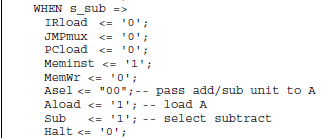 WHEN s_sub =>
IRload <= '0';
JMPmux <= '0';
PCload <= '0';
Meminst <= '1';
MemWr <= '0';
Asel <= "00";-- pass add/sub unit to A
Aload <= '1'; -- load A
Sub <= '1'; -- select subtract
Halt <= '0';